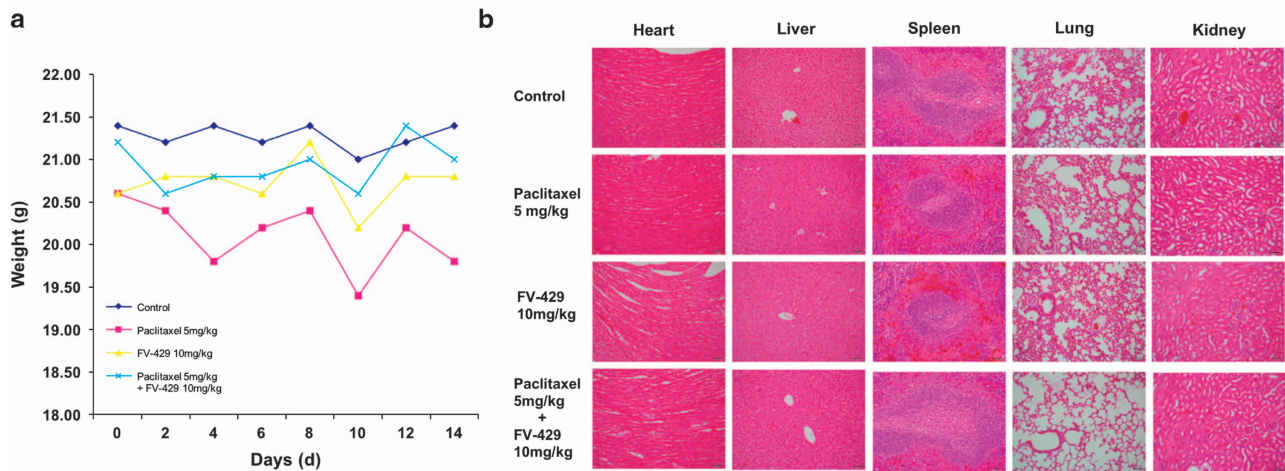 a
22.00
21.50
21.00
20.50
20.00
19.50
19.00
18.50
18.00
Weight (g)
Control
Paclitaxel 5mg/kg
FV-429 10mg/kg
Paclitaxel 5mg/kg
+ FV-429 10mg/kg
0 2 4 6 8 10 12 14
Days (d)
b
Heart Liver Spleen Lung Kidney
Control
Paclitaxel
5 mg/kg
FV-429
10mg/kg
Paclitaxel
5mg/kg
+
FV-429
10mg/kg